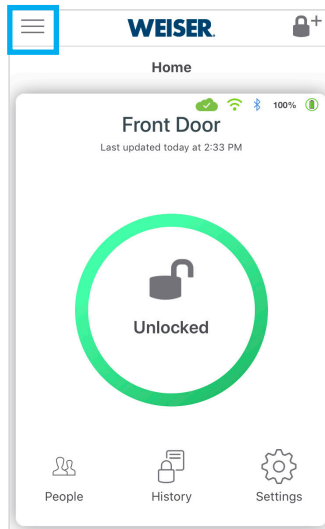 WEISER
Home
100%
Front Door
Last updated today at 2:33 PM
Unlocked
People History Settings